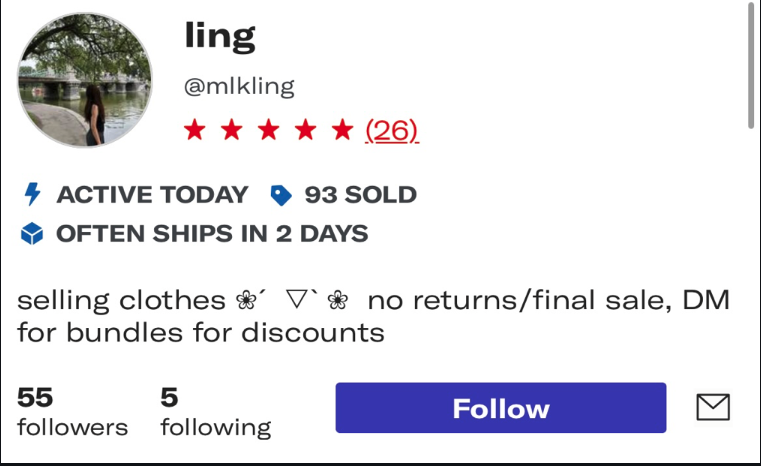 ling
@mlkling
★ ★ ★ ★ ★ (26)
ACTIVE TODAY 93 SOLD
OFTEN SHIPS IN 2 DAYS
selling clothes ❀´ ▽`❀ no returns/final sale, DM
for bundles for discounts
55 5
followers following
Follow